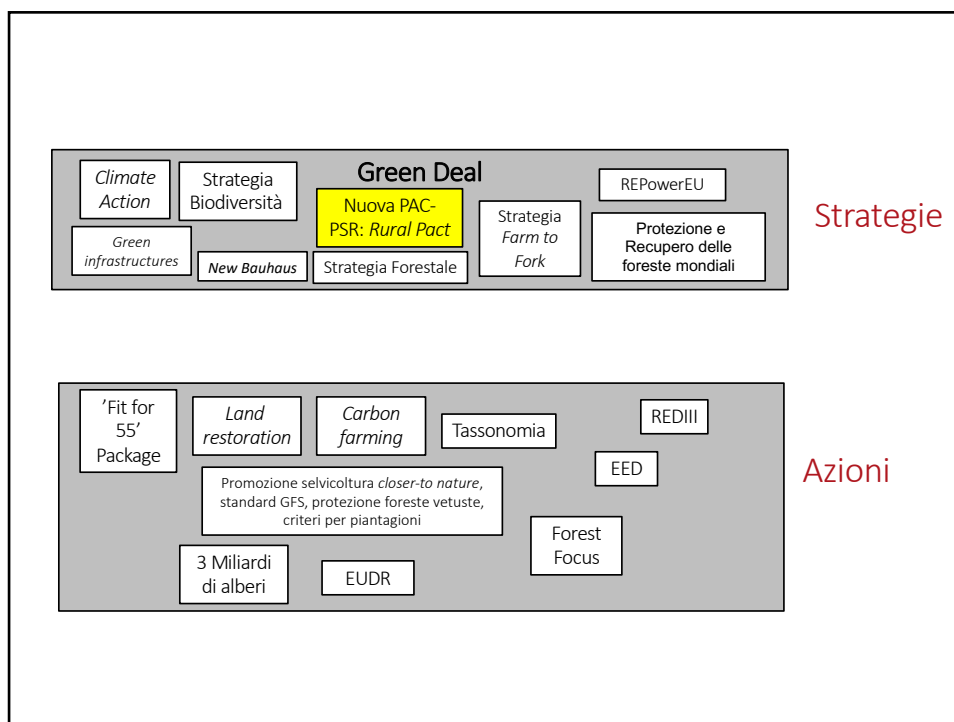 Green Deal
Climate
Action
Strategia
Biodiversità
Nuova PAC-
PSR: Rural Pact
REPowerEU
Strategia
Farm to
Fork
Protezione e
Recupero delle
foreste mondiali
Green
infrastructures
New Bauhaus
Strategia Forestale
Strategie
’Fit for
55’
Package
Land
restoration
Carbon
farming
Tassonomia
REDIII
EED
Promozione selvicoltura closer-to nature,
standard GFS, protezione foreste vetuste,
criteri per piantagioni
Forest
Focus
3 Miliardi
di alberi
EUDR
Azioni